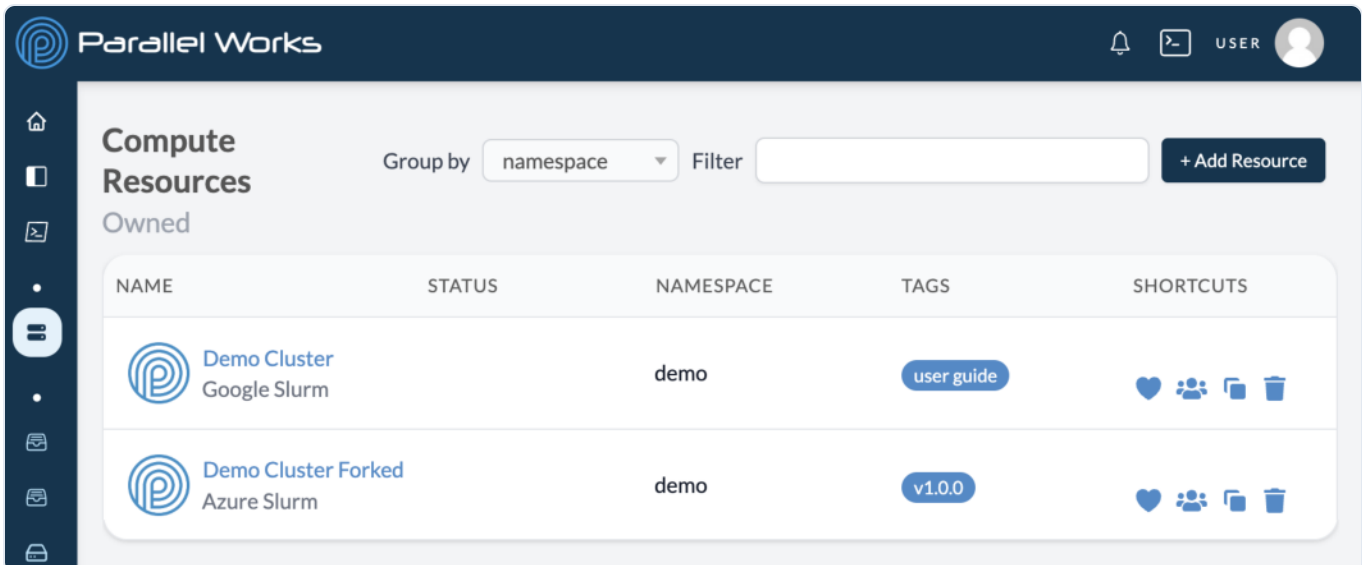 Parallel Works
USER
Compute
Resources
Owned
Group by
namespace
Filter
+ Add Resource
NAME
STATUS
NAMESPACE
TAGS
SHORTCUTS
Demo Cluster
Google Slurm
demo
user guide
Demo Cluster Forked
Azure Slurm
demo
v1.0.0